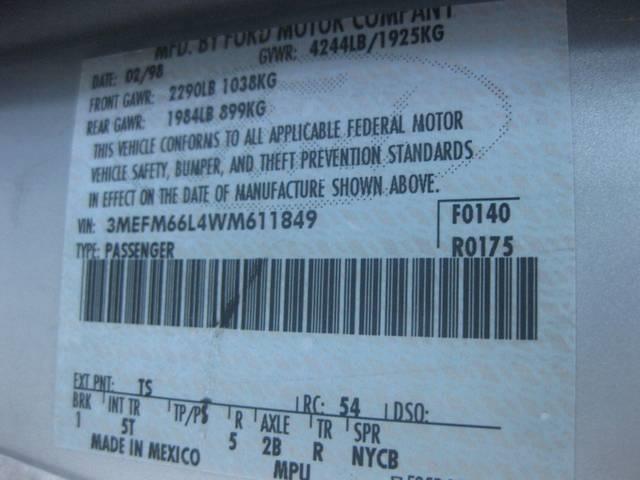 MFD. BY FORD MOTOR COMPANY
DATE: 02/98 GVWR: 4244LB/1925KG
FRONT GAWR: 2290LB 1038KG
REAR GAWR: 1984LB 899KG
THIS VEHICLE CONFORMS TO ALL APPLICABLE FEDERAL MOTOR
VEHICLE SAFETY, BUMPER, AND THEFT PREVENTION STANDARDS
IN EFFECT ON THE DATE OF MANUFACTURE SHOWN ABOVE.
VIN: 3MEFM66L4WM611849 F0140
TYPE: PASSENGER R0175
EXT PNT: TS RC: 54 DSO:
BRK INT TR TP/PS R AXLE TR SPR
1 5T 5 2B R NYCB
MADE IN MEXICO MPU